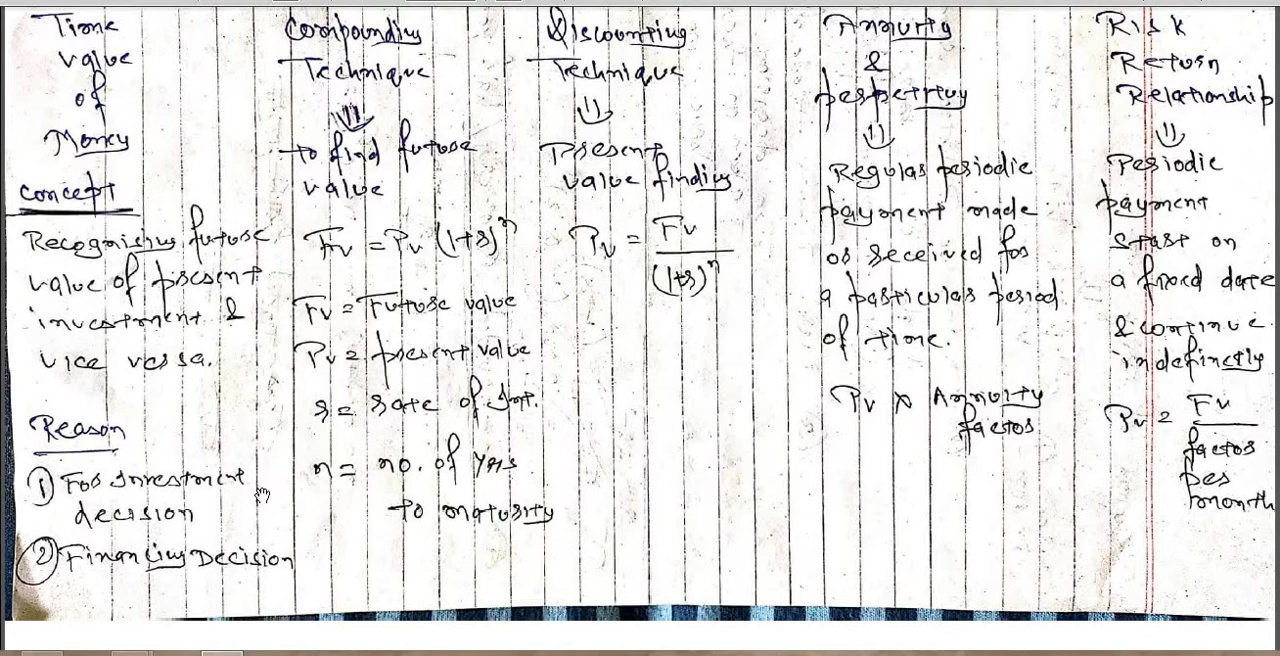 Time
value
of
Money
concept
Recognising future
value of present
investment &
vice versa.
Reason
① For Investment
decision
② Financing Decision
Compounding
Technique
⇓
to find future
value
Fv = Pv (1+r)ⁿ
Fv = Future value
Pv = present value
r = rate of Int.
n = no. of yrs
to maturity
Discounting
Technique
⇓
Present
value finding
Pv = Fv
(1+r)ⁿ
Annuity
&
perpetuy
⇓
Regular periodic
payment made
or received for
a particular period
of time.
Pv x Annuity
factor
Risk
Return
Relationship
⇓
Periodic
payment
start on
a fixed date
& continue
indefinetly
Pv = Fv
factor
per
month